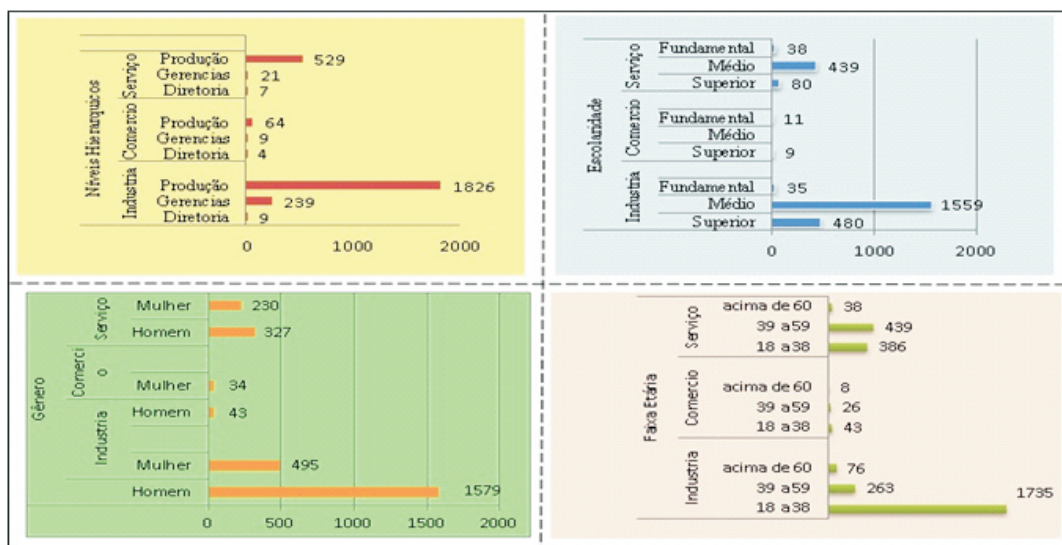 Níveis Hierarquicos
Serviço
Produção 529
Gerencias 21
Diretoria 7
Comercio
Produção 64
Gerencias 9
Diretoria 4
Industria
Produção 1826
Gerencias 239
Diretoria 9
0 1000 2000
Escolaridade
Serviço
Fundamental 38
Médio 439
Superior 80
Comercio
Fundamental 11
Médio
Superior 9
Industria
Fundamental 35
Médio 1559
Superior 480
0 1000 2000
Gênero
Serviço
Mulher 230
Homem 327
Comerci
o
Mulher 34
Homem 43
Industria
Mulher 495
Homem 1579
0 500 1000 1500 2000
Faixa Etária
Serviço
acima de 60 38
39 a59 439
18 a38 386
Comercio
acima de 60 8
39 a59 26
18 a38 43
Industria
acima de 60 76
39 a59 263
18 a38 1735